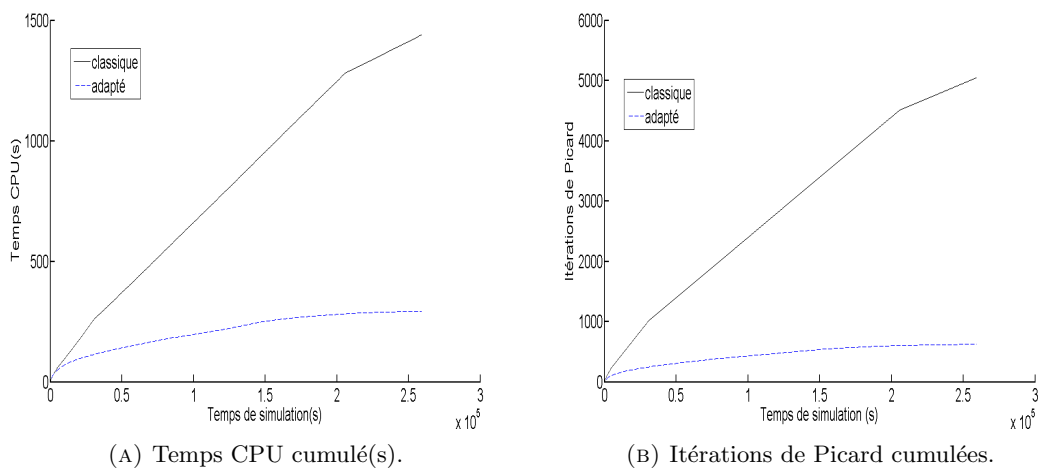 1500
1000
500
0
0
0.5
1
1.5
2
2.5
3
x 10^5
Temps CPU(s)
Temps de simulation(s)
classique
adapté
(A) Temps CPU cumulé(s).
6000
5000
4000
3000
2000
1000
0
0
0.5
1
1.5
2
2.5
3
x 10^5
Itérations de Picard
Temps de simulation (s)
classique
adapté
(B) Itérations de Picard cumulées.